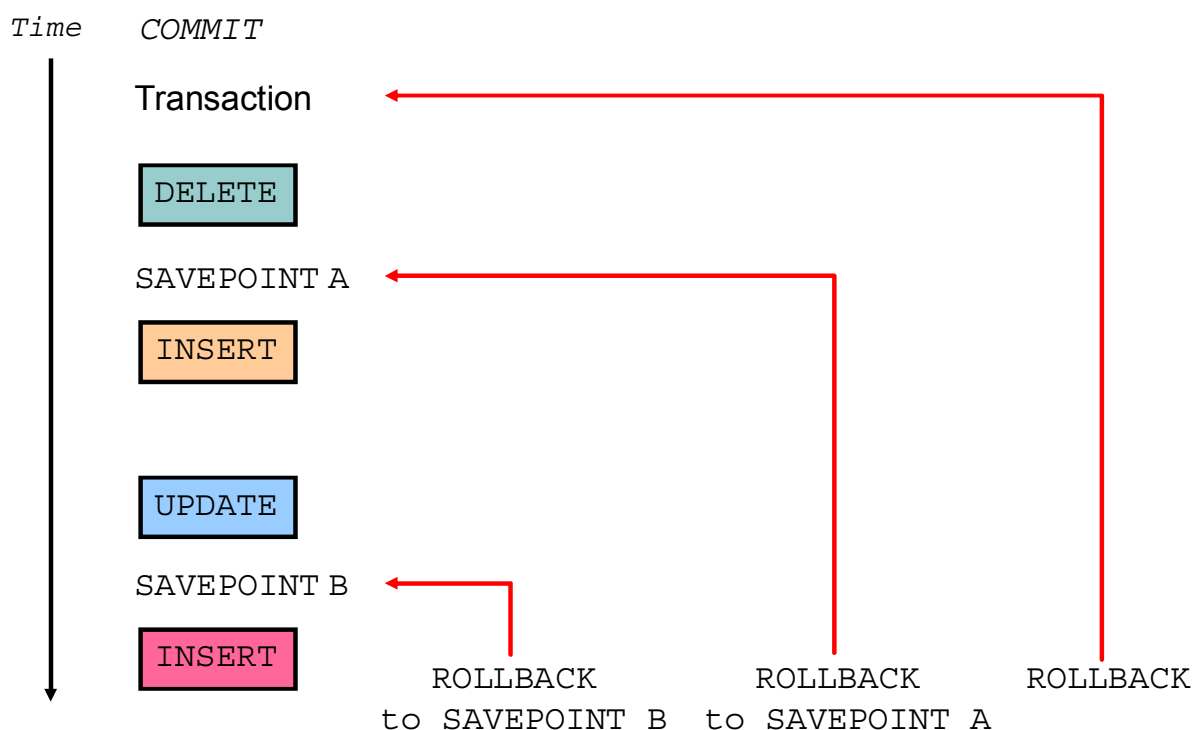 Time COMMIT
Transaction
DELETE
SAVEPOINT A
INSERT
UPDATE
SAVEPOINT B
INSERT
ROLLBACK
to SAVEPOINT B
ROLLBACK
to SAVEPOINT A
ROLLBACK